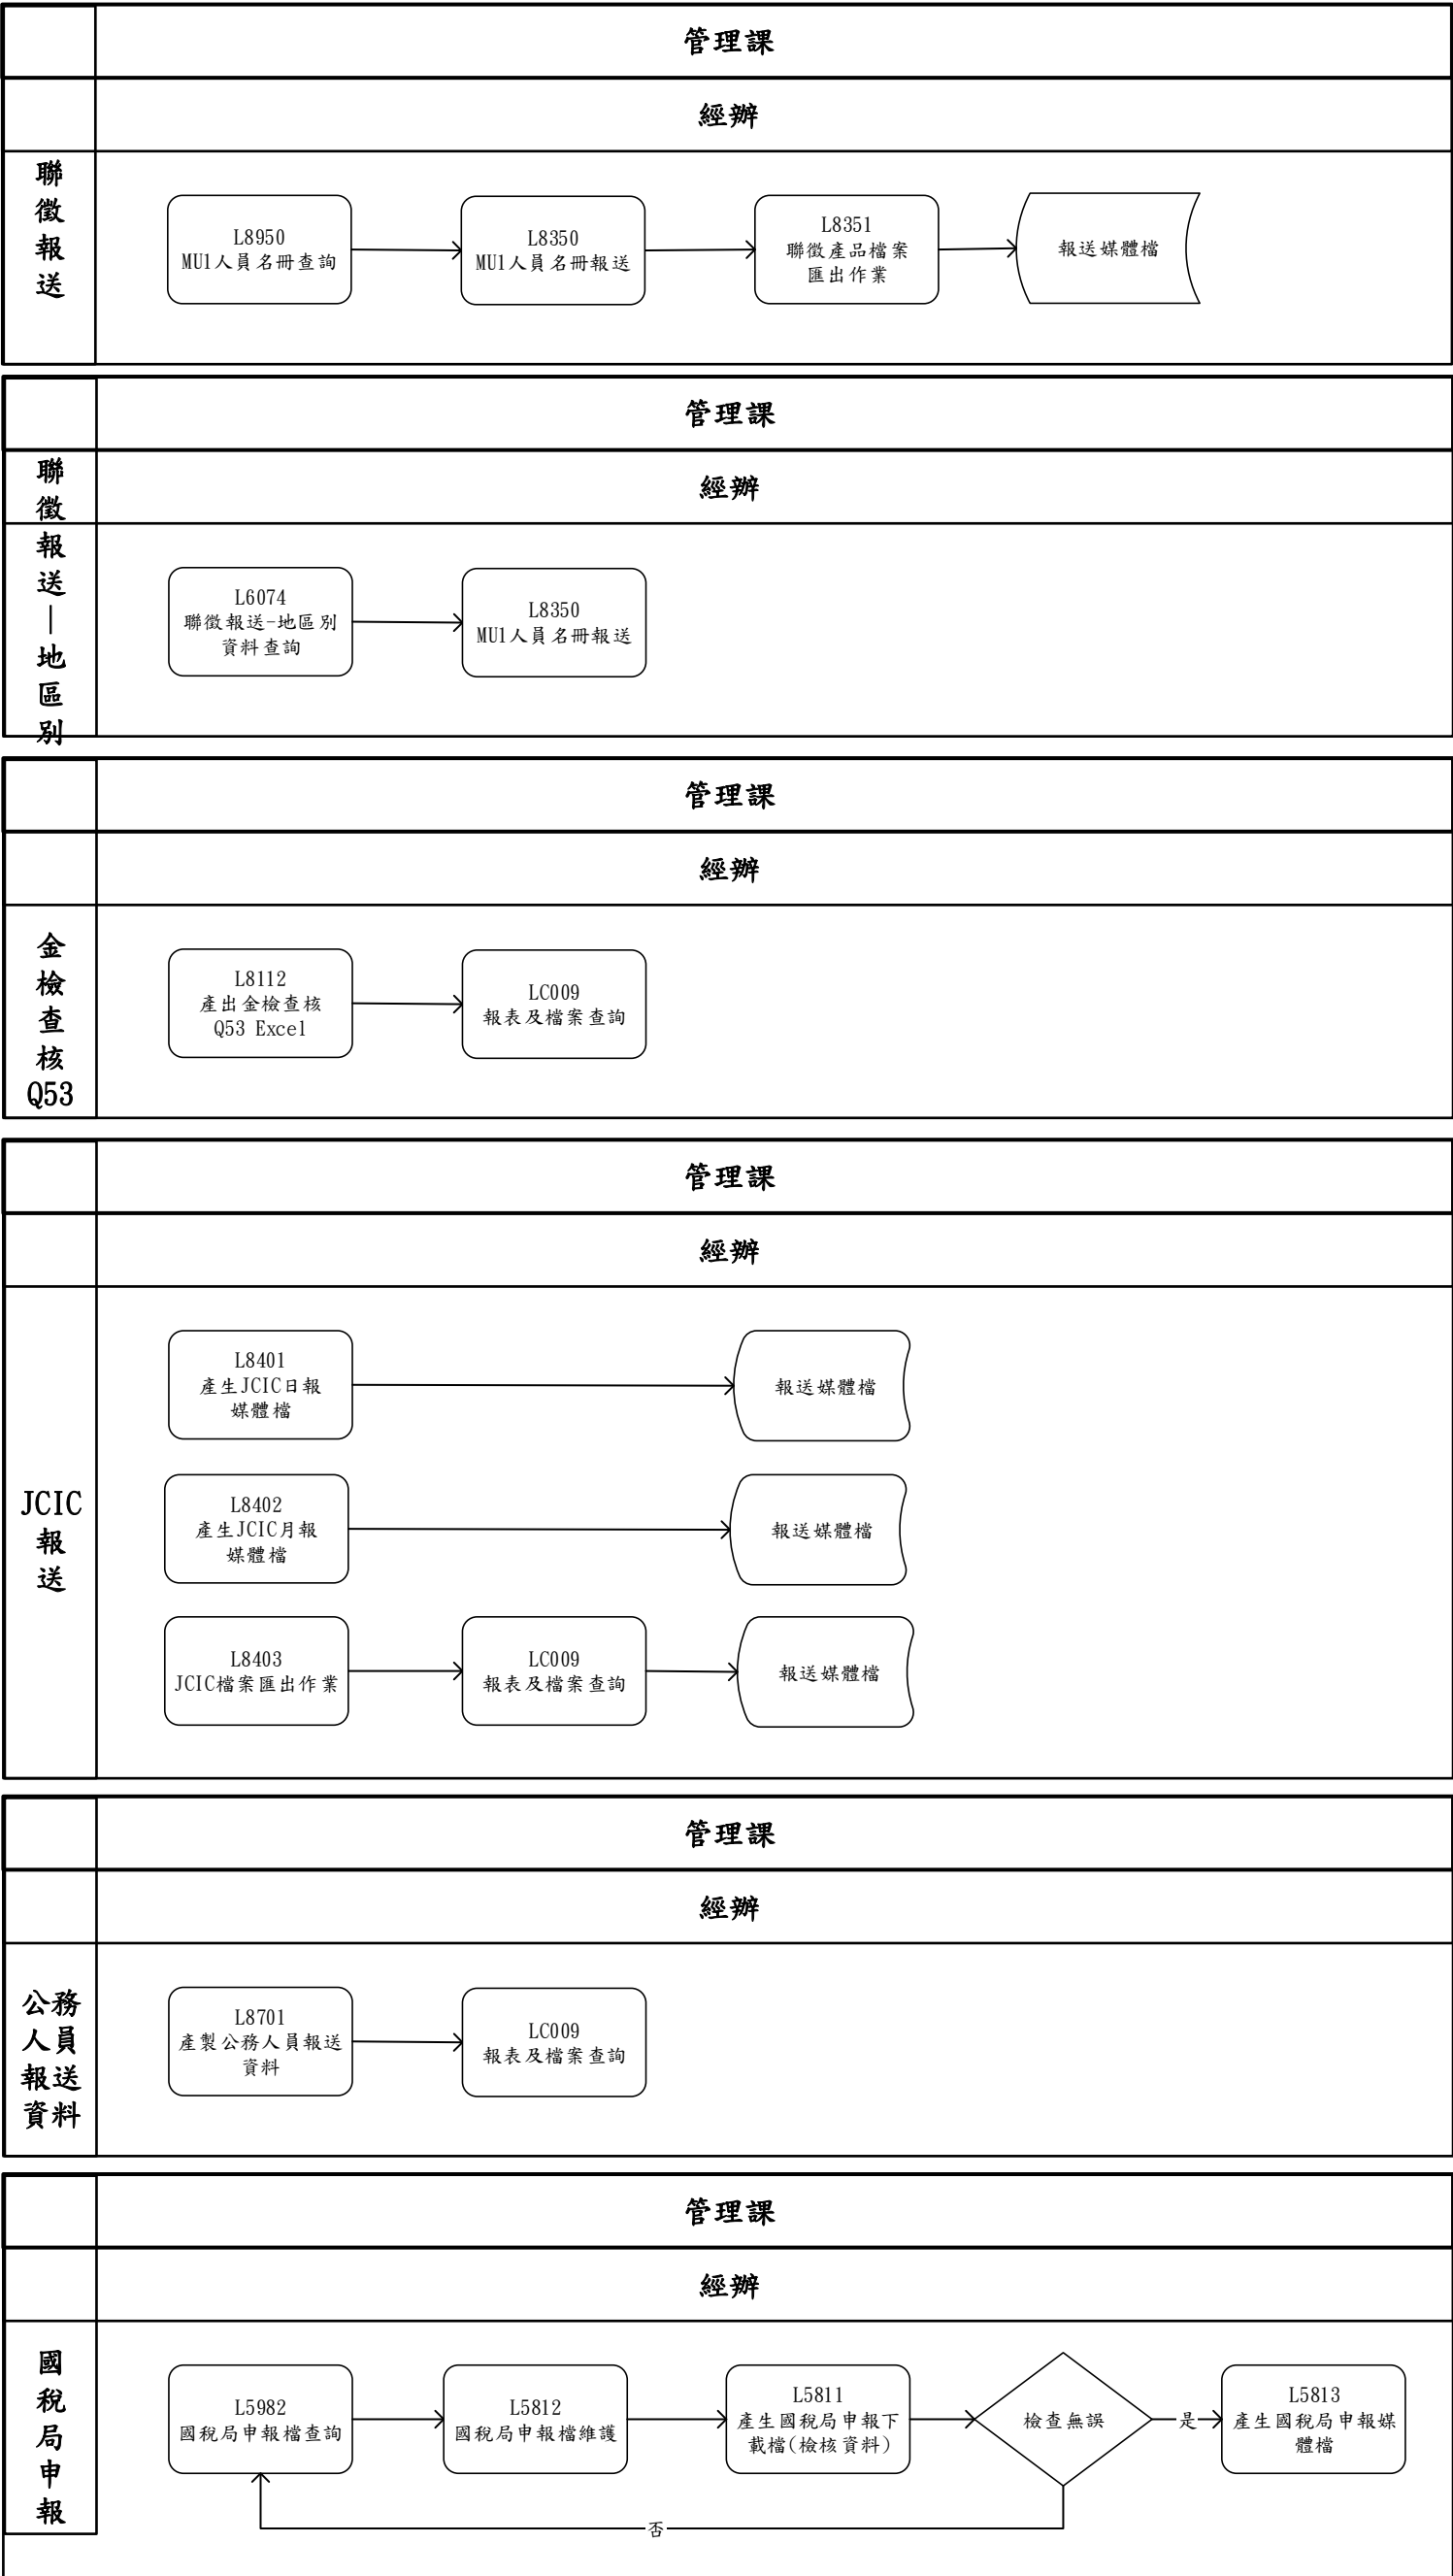 管理課
經辦
聯
徵
報
送
L8950
MU1人員名冊查詢
L8350
MU1人員名冊報送
L8351
聯徵產品檔案
匯出作業
報送媒體檔
管理課
經辦
聯
徵
報
送
｜
地
區
別
L6074
聯徵報送-地區別
資料查詢
L8350
MU1人員名冊報送
管理課
經辦
金
檢
查
核
Q53
L8112
產出金檢查核
Q53 Excel
LC009
報表及檔案查詢
管理課
經辦
JCIC
報
送
L8401
產生JCIC日報
媒體檔
報送媒體檔
L8402
產生JCIC月報
媒體檔
報送媒體檔
L8403
JCIC檔案匯出作業
LC009
報表及檔案查詢
報送媒體檔
管理課
經辦
公務
人員
報送
資料
L8701
產製公務人員報送
資料
LC009
報表及檔案查詢
管理課
經辦
國
稅
局
申
報
L5982
國稅局申報檔查詢
L5812
國稅局申報檔維護
L5811
產生國稅局申報下
載檔(檢核資料)
檢查無誤
是
L5813
產生國稅局申報媒
體檔
否